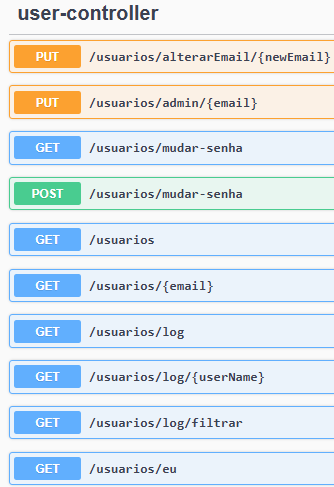 user-controller
PUT /usuarios/alterarEmail/{newEmail}
PUT /usuarios/admin/{email}
GET /usuarios/mudar-senha
POST /usuarios/mudar-senha
GET /usuarios
GET /usuarios/{email}
GET /usuarios/log
GET /usuarios/log/{userName}
GET /usuarios/log/filtrar
GET /usuarios/eu